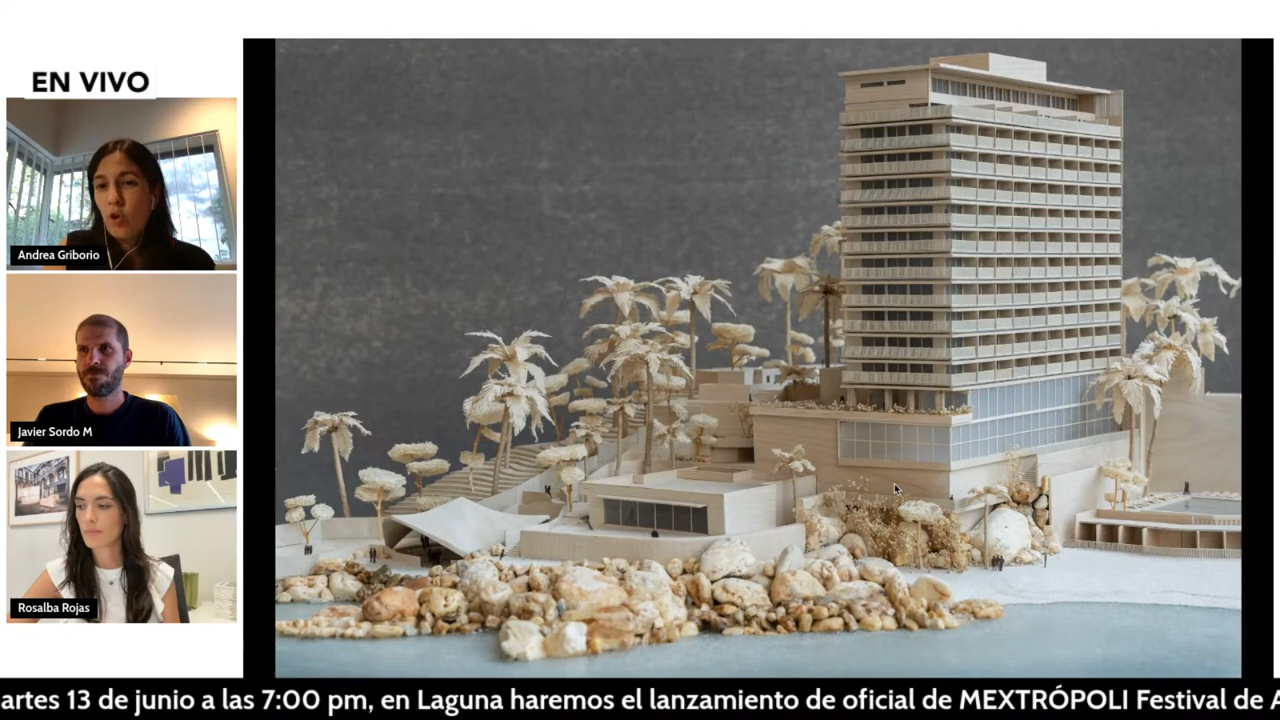 EN VIVO
Andrea Griborio
Javier Sordo M
Rosalba Rojas
artes 13 de junio a las 7:00 pm, en Laguna haremos el lanzamiento de oficial de MEXTRÓPOLI Festival de A